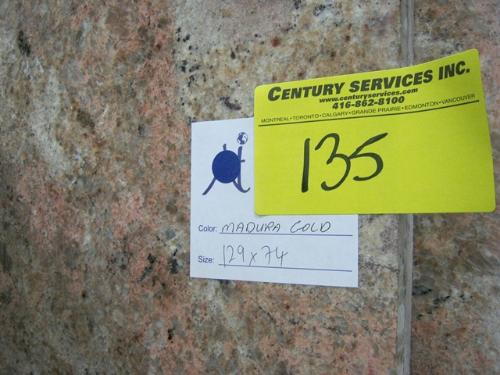 CENTURY SERVICES INC.
www.centuryservices.com
416-862-8100
MONTREAL•TORONTO•CALGARY•GRANDE PRAIRIE•EDMONTON•VANCOUVER
135
Color: MADURA GOLD
Size: 129 x 74